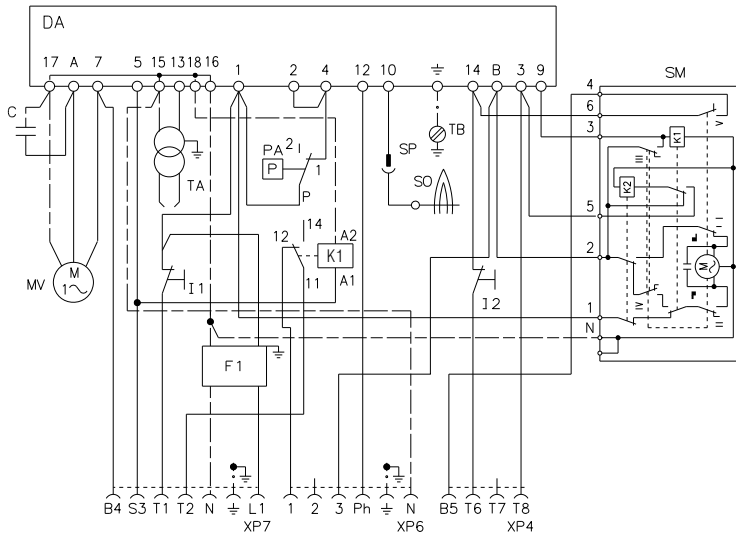 DA
17 A 7 5 15 13 18 16 1 2 4 12 10 14 B 3 9
SM
4
6
3
5
2
1
N
C
TA
PA 2 1
P
1
P
TB
SP
SO
V
K1
III
K2
I
M
IV
II
MV
M
1~
I1
12
14
A2
K1
11
A1
I2
F1
B4 S3 T1 T2 N L1 1 2 3 Ph N B5 T6 T7 T8
XP7 XP6 XP4